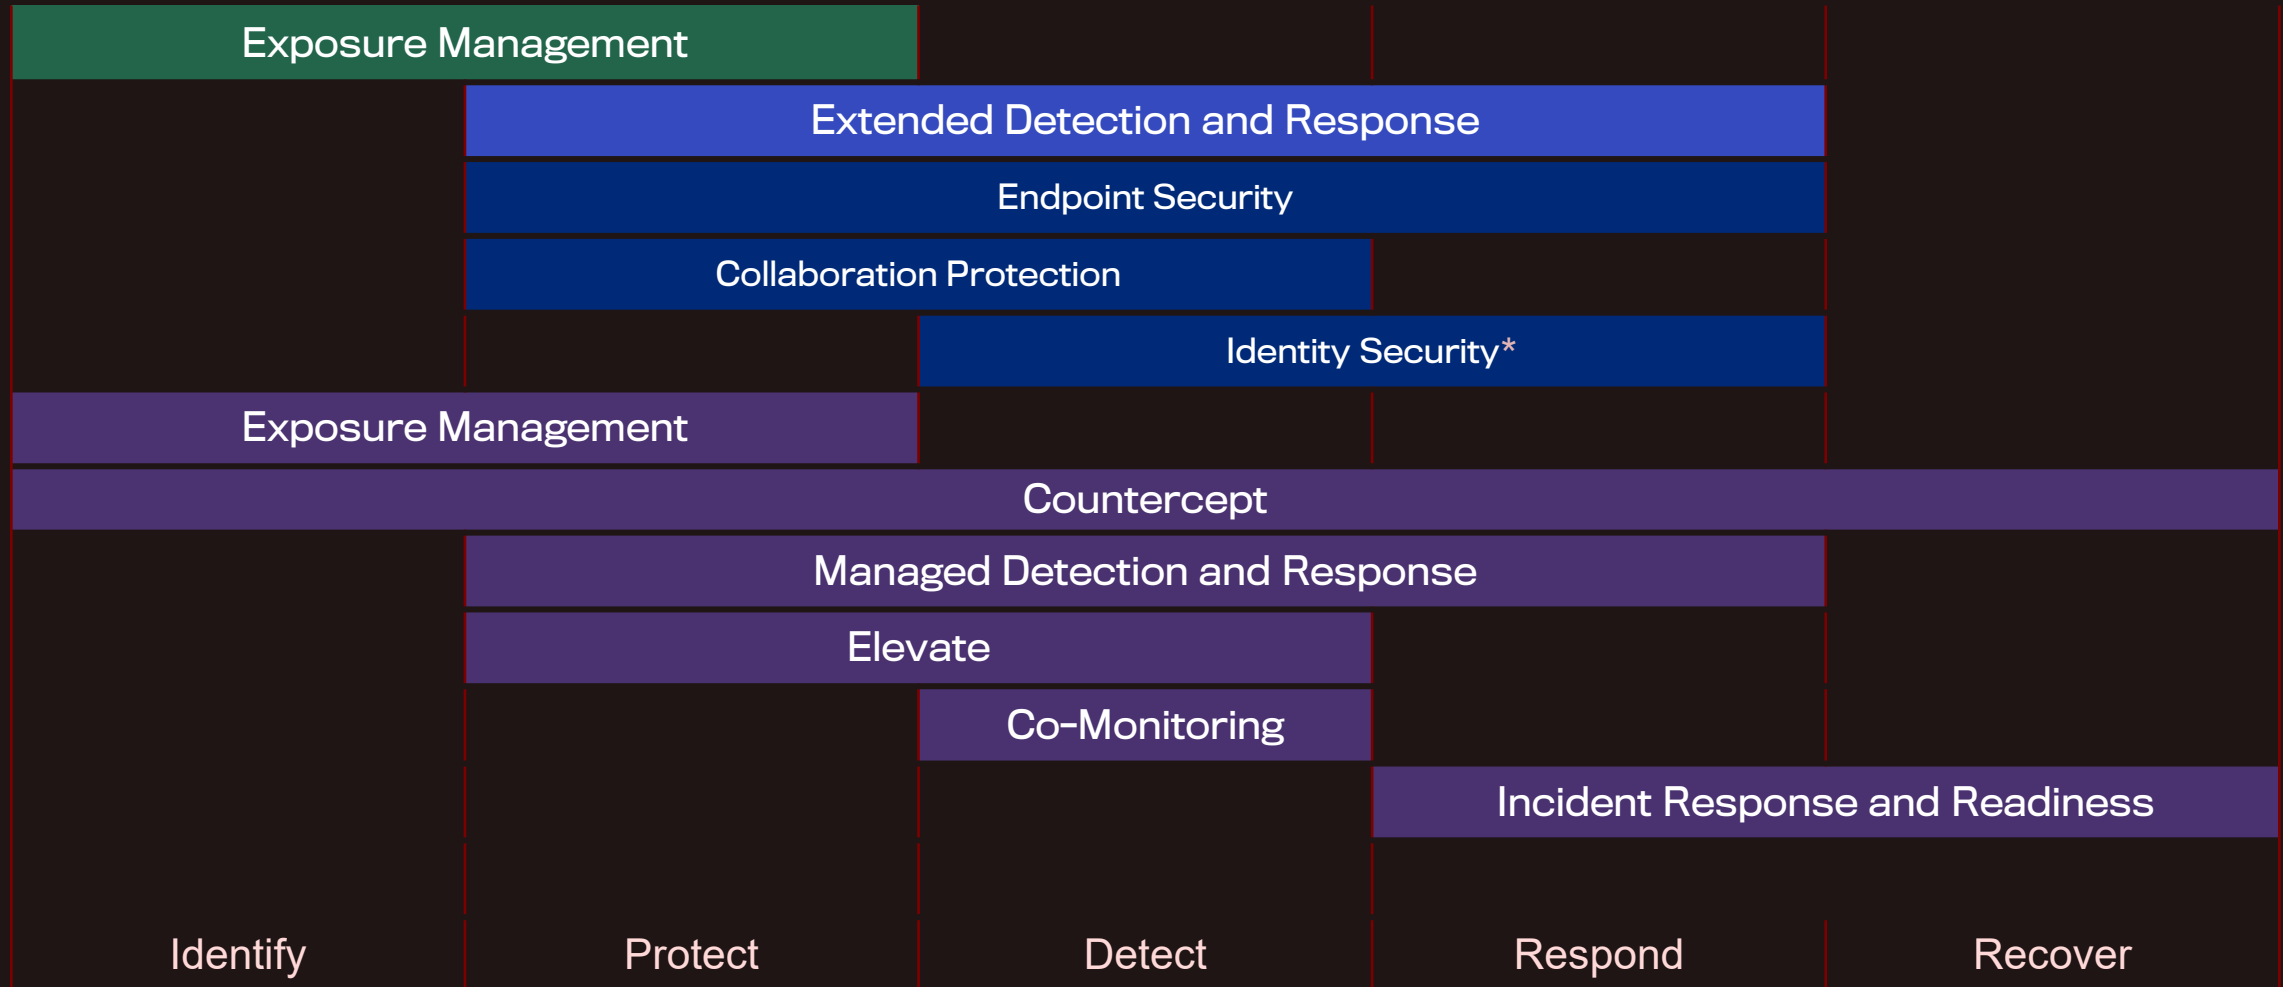 Exposure Management
Extended Detection and Response
Endpoint Security
Collaboration Protection
Identity Security*
Exposure Management
Countercept
Managed Detection and Response
Elevate
Co-Monitoring
Incident Response and Readiness
Identify
Protect
Detect
Respond
Recover